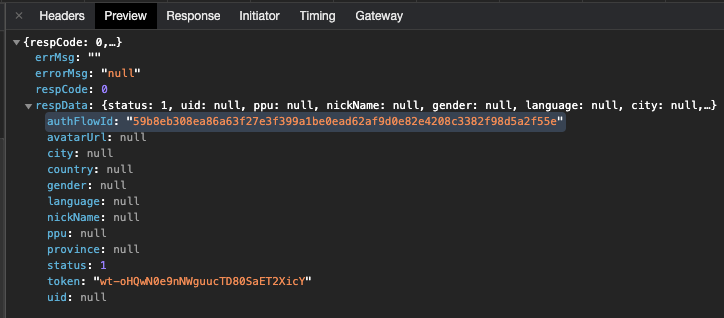 × Headers Preview Response Initiator Timing Gateway
▼{respCode: 0,…}
errMsg: ""
errorMsg: "null"
respCode: 0
▼respData: {status: 1, uid: null, ppu: null, nickName: null, gender: null, language: null, city: null,…}
authFlowId: "59b8eb308ea86a63f27e3f399a1be0ead62af9d0e82e4208c3382f98d5a2f55e"
avatarUrl: null
city: null
country: null
gender: null
language: null
nickName: null
ppu: null
province: null
status: 1
token: "wt-oHQwN0e9nNWguucTD80SaET2XicY"
uid: null